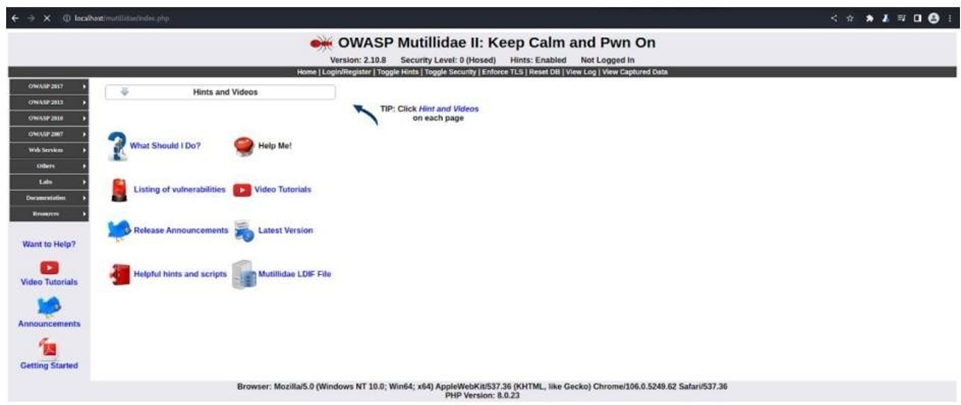 localhost/mutillidae/index.php
OWASP Mutillidae II: Keep Calm and Pwn On
Version: 2.10.8 Security Level: 0 (Hosed) Hints: Enabled Not Logged In
Home | Login/Register | Toggle Hints | Toggle Security | Enforce TLS | Reset DB | View Log | View Captured Data
OWASP 2017
OWASP 2013
OWASP 2010
OWASP 2007
Web Services
Others
Labs
Documentation
Resources
Want to Help?
Video Tutorials
Announcements
Getting Started
Hints and Videos
TIP: Click Hint and Videos
on each page
What Should I Do? Help Me!
Listing of vulnerabilities Video Tutorials
Release Announcements Latest Version
Helpful hints and scripts Mutillidae LDIF File
Browser: Mozilla/5.0 (Windows NT 10.0; Win64; x64) AppleWebKit/537.36 (KHTML, like Gecko) Chrome/106.0.5249.62 Safari/537.36
PHP Version: 8.0.23